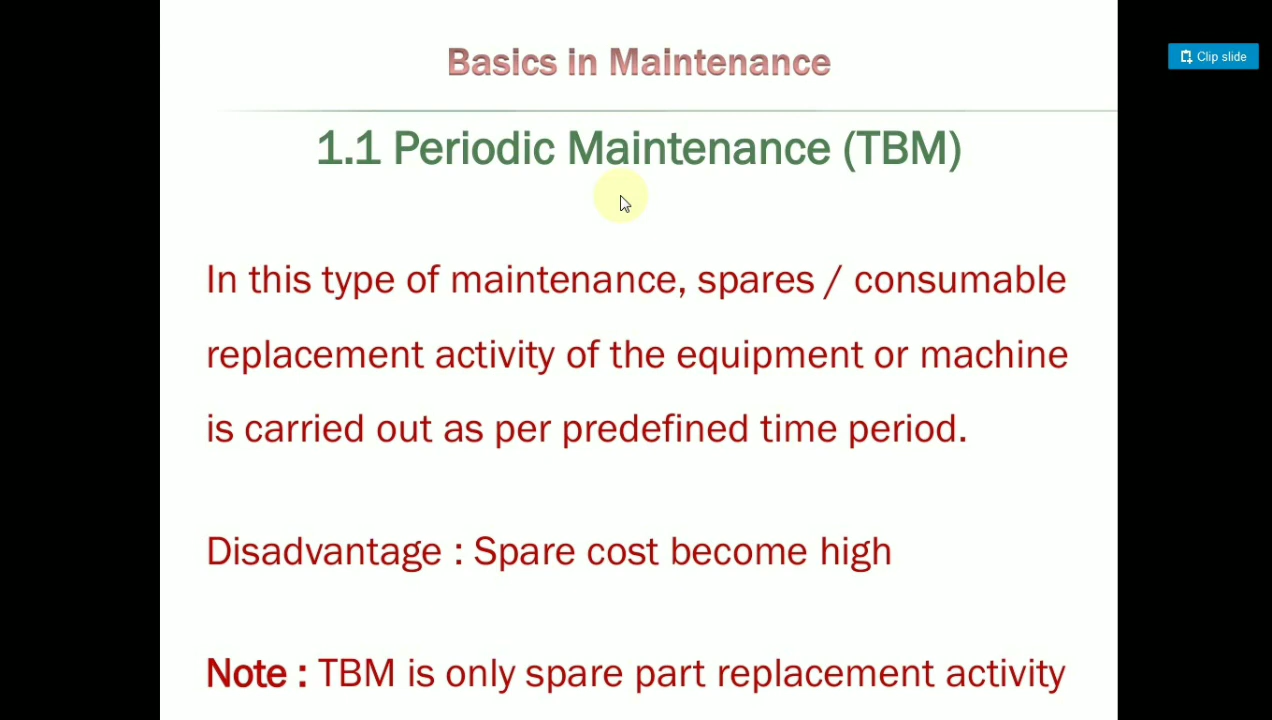 Basics in Maintenance
Clip slide
1.1 Periodic Maintenance (TBM)
In this type of maintenance, spares / consumable
replacement activity of the equipment or machine
is carried out as per predefined time period.
Disadvantage : Spare cost become high
Note : TBM is only spare part replacement activity